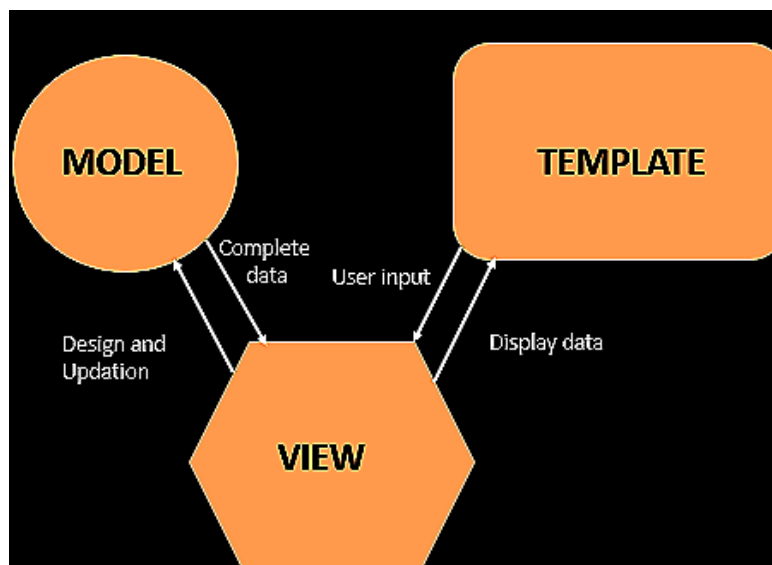 MODEL
TEMPLATE
Complete
data
User input
Design and
Updation
Display data
VIEW